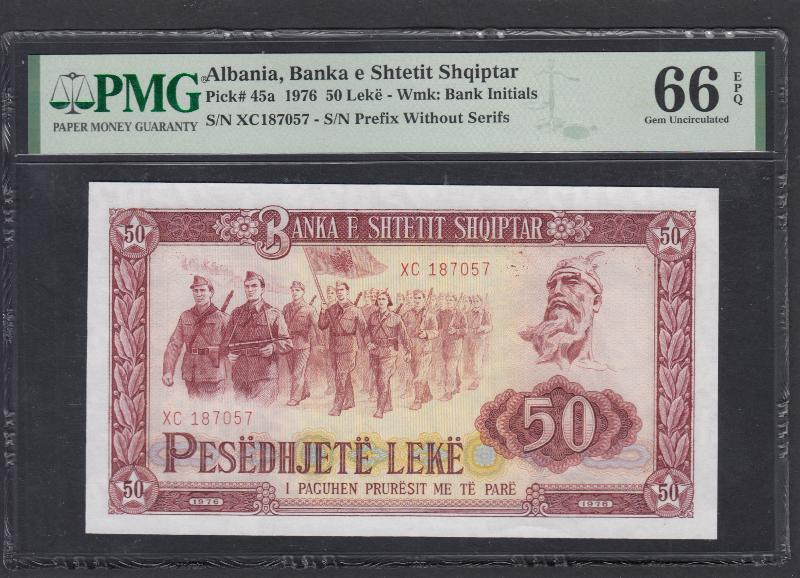 PMG®
PAPER MONEY GUARANTY
Albania, Banka e Shtetit Shqiptar
Pick# 45a 1976 50 Lekë - Wmk: Bank Initials
S/N XC187057 - S/N Prefix Without Serifs
66 EPQ
Gem Uncirculated
50 BANKA E SHTETIT SHQIPTAR 50
XC 187057
XC 187057
50
PESËDHJETË LEKË
I PAGUHEN PRURËSIT ME TË PARË
50 1976 1976 50